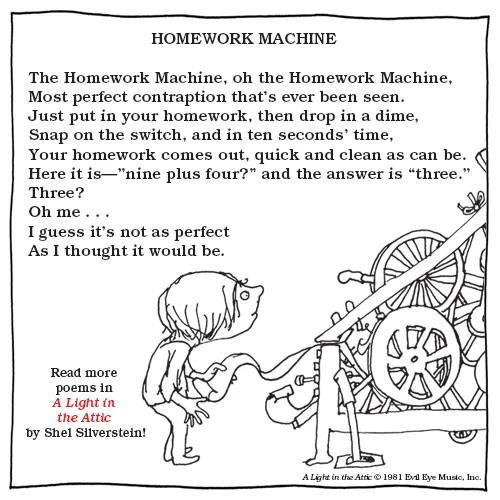 HOMEWORK MACHINE
The Homework Machine, oh the Homework Machine,
Most perfect contraption that's ever been seen.
Just put in your homework, then drop in a dime,
Snap on the switch, and in ten seconds' time,
Your homework comes out, quick and clean as can be.
Here it is—"nine plus four?" and the answer is "three."
Three?
Oh me . . .
I guess it's not as perfect
As I thought it would be.
Read more
poems in
A Light in
the Attic
by Shel Silverstein!
A Light in the Attic © 1981 Evil Eye Music, Inc.